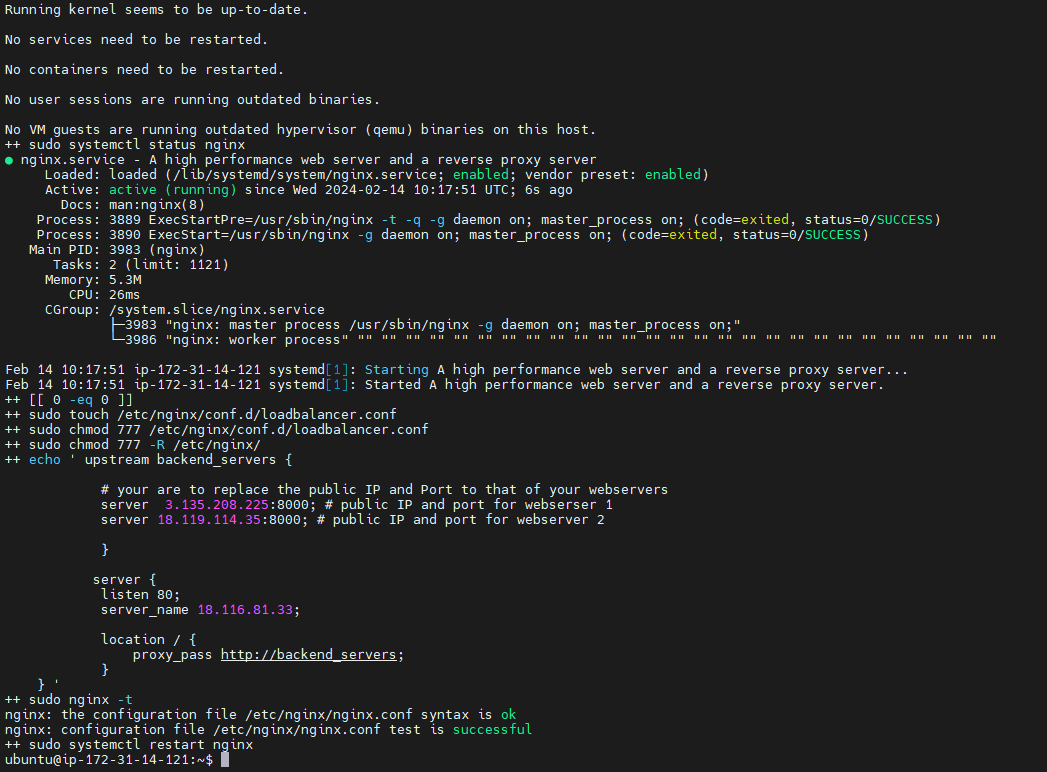 Running kernel seems to be up-to-date.
No services need to be restarted.
No containers need to be restarted.
No user sessions are running outdated binaries.
No VM guests are running outdated hypervisor (qemu) binaries on this host.
++ sudo systemctl status nginx
● nginx.service - A high performance web server and a reverse proxy server
     Loaded: loaded (/lib/systemd/system/nginx.service; enabled; vendor preset: enabled)
     Active: active (running) since Wed 2024-02-14 10:17:51 UTC; 6s ago
       Docs: man:nginx(8)
    Process: 3889 ExecStartPre=/usr/sbin/nginx -t -q -g daemon on; master_process on; (code=exited, status=0/SUCCESS)
    Process: 3890 ExecStart=/usr/sbin/nginx -g daemon on; master_process on; (code=exited, status=0/SUCCESS)
   Main PID: 3983 (nginx)
      Tasks: 2 (limit: 1121)
     Memory: 5.3M
        CPU: 26ms
     CGroup: /system.slice/nginx.service
             ├─3983 "nginx: master process /usr/sbin/nginx -g daemon on; master_process on;"
             └─3986 "nginx: worker process" "" "" "" "" "" "" "" "" "" "" "" "" "" "" "" "" "" "" "" "" "" "" "" "" "" "" ""
Feb 14 10:17:51 ip-172-31-14-121 systemd[1]: Starting A high performance web server and a reverse proxy server...
Feb 14 10:17:51 ip-172-31-14-121 systemd[1]: Started A high performance web server and a reverse proxy server.
++ [[ 0 -eq 0 ]]
++ sudo touch /etc/nginx/conf.d/loadbalancer.conf
++ sudo chmod 777 /etc/nginx/conf.d/loadbalancer.conf
++ sudo chmod 777 -R /etc/nginx/
++ echo ' upstream backend_servers {
            # your are to replace the public IP and Port to that of your webservers
            server  3.135.208.225:8000; # public IP and port for webserser 1
            server 18.119.114.35:8000; # public IP and port for webserver 2
            }
           server {
            listen 80;
            server_name 18.116.81.33;
            location / {
                proxy_pass http://backend_servers;
            }
    } '
++ sudo nginx -t
nginx: the configuration file /etc/nginx/nginx.conf syntax is ok
nginx: configuration file /etc/nginx/nginx.conf test is successful
++ sudo systemctl restart nginx
ubuntu@ip-172-31-14-121:~$